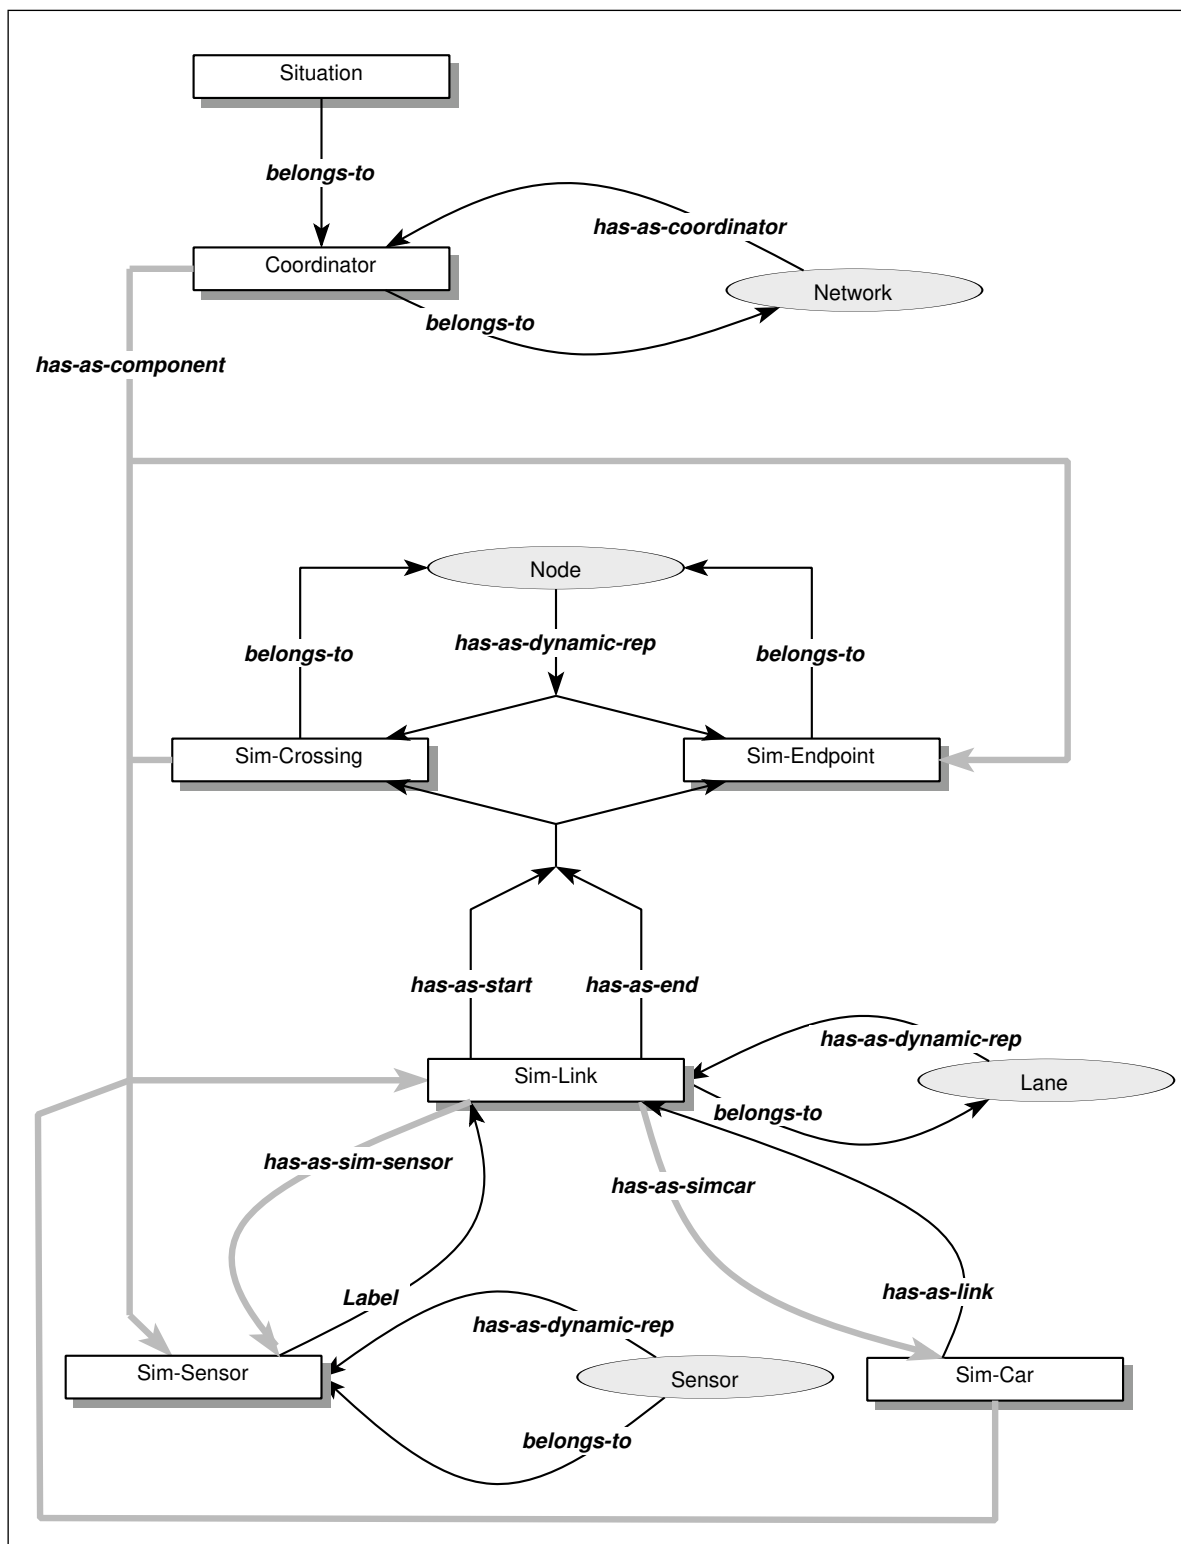 Situation
belongs-to
has-as-coordinator
Coordinator
Network
belongs-to
has-as-component
Node
has-as-dynamic-rep
belongs-to
belongs-to
Sim-Crossing
Sim-Endpoint
has-as-start
has-as-end
has-as-dynamic-rep
Sim-Link
Lane
belongs-to
has-as-sim-sensor
has-as-simcar
Label
has-as-link
has-as-dynamic-rep
Sim-Sensor
Sensor
Sim-Car
belongs-to